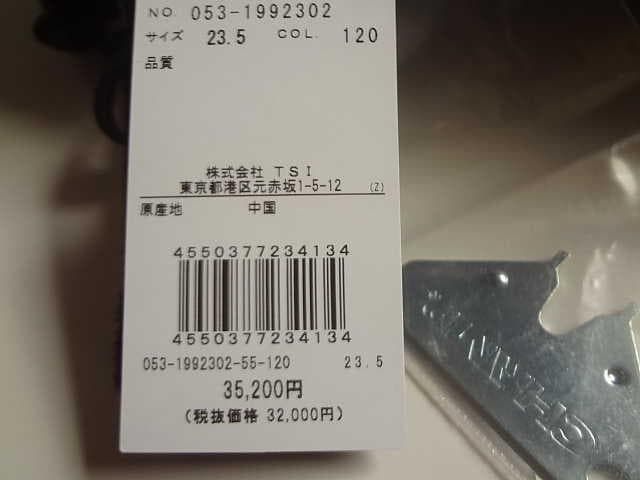 NO. 053-1992302
サイズ 23.5 COL. 120
品質
株式会社 TSI
東京都港区元赤坂1-5-12 (Z)
原産地 中国
4550377234134
4550377234134
053-1992302-55-120 23.5
35,200円
(税抜価格 32,000円)